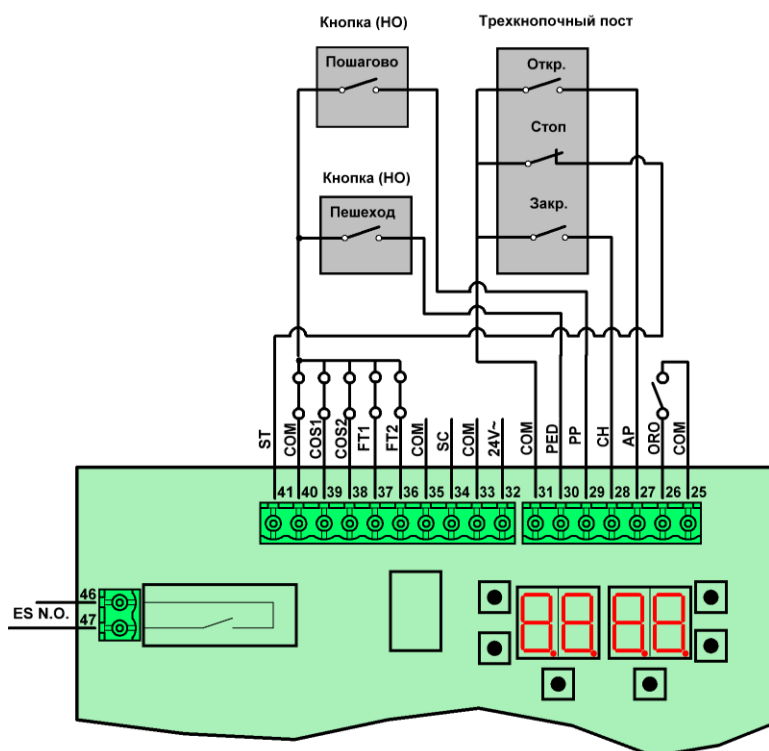 Кнопка (НО)
Трехкнопочный пост
Пошагово
Откр.
Стоп
Кнопка (НО)
Пешеход
Закр.
ST COM COS1 COS2 FT1 FT2 COM SC COM 24V~ COM PED PP CH AP ORO COM
41 40 39 38 37 36 35 34 33 32 31 30 29 28 27 26 25
46
ES N.O.
47
88 88